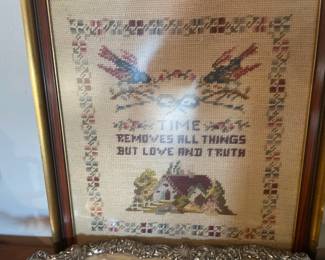 TIME
REMOVES ALL THINGS
BUT LOVE AND TRUTH